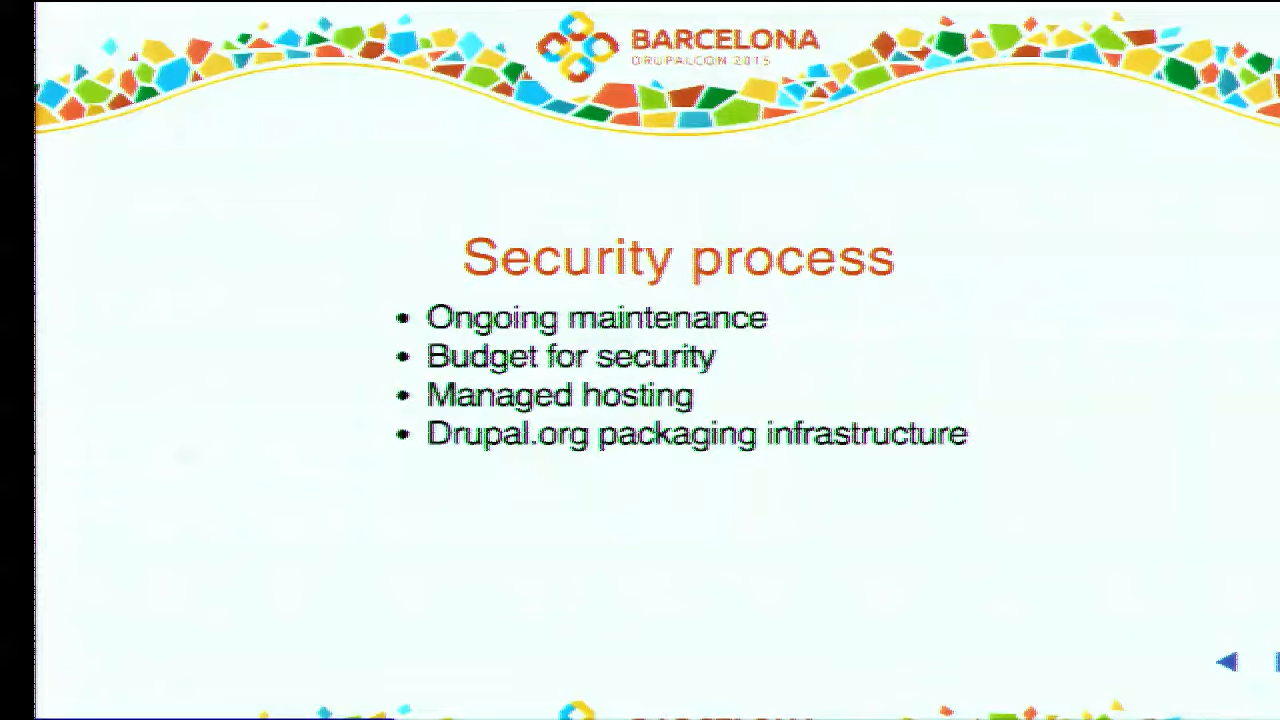 BARCELONA
DRUPALCON 2015
Security process
• Ongoing maintenance
• Budget for security
• Managed hosting
• Drupal.org packaging infrastructure